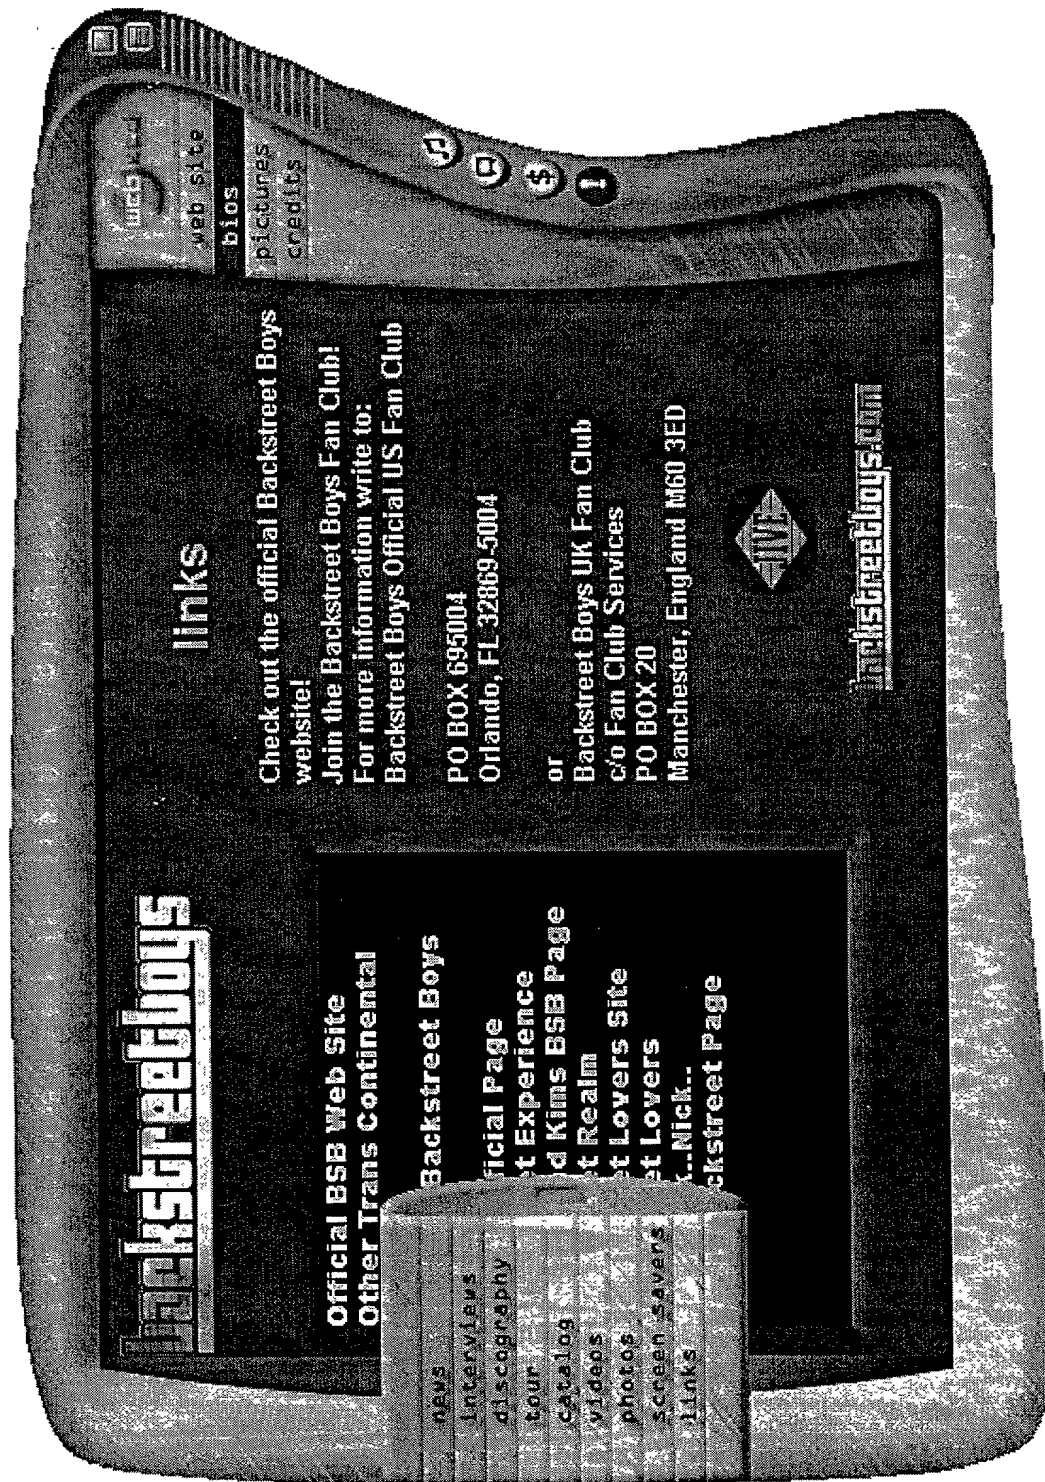 backstreetboys
Official BSB Web Site
Other Trans Continental
Backstreet Boys
Page
Experience
Kims BSB Page
Realm
Lovers Site
Lovers
Nick..
Page
news
interviews
discography
tour
catalog
videos
photos
screen savers
links
links
Check out the official Backstreet Boys
website!
Join the Backstreet Boys Fan Club!
For more information write to:
Backstreet Boys Official US Fan Club
PO BOX 695004
Orlando, FL 32869-5004
or
Backstreet Boys UK Fan Club
c/o Fan Club Services
PO BOX 20
Manchester, England M60 3ED
JIVE
backstreetboys.com
web site
bios
pictures
credits
$